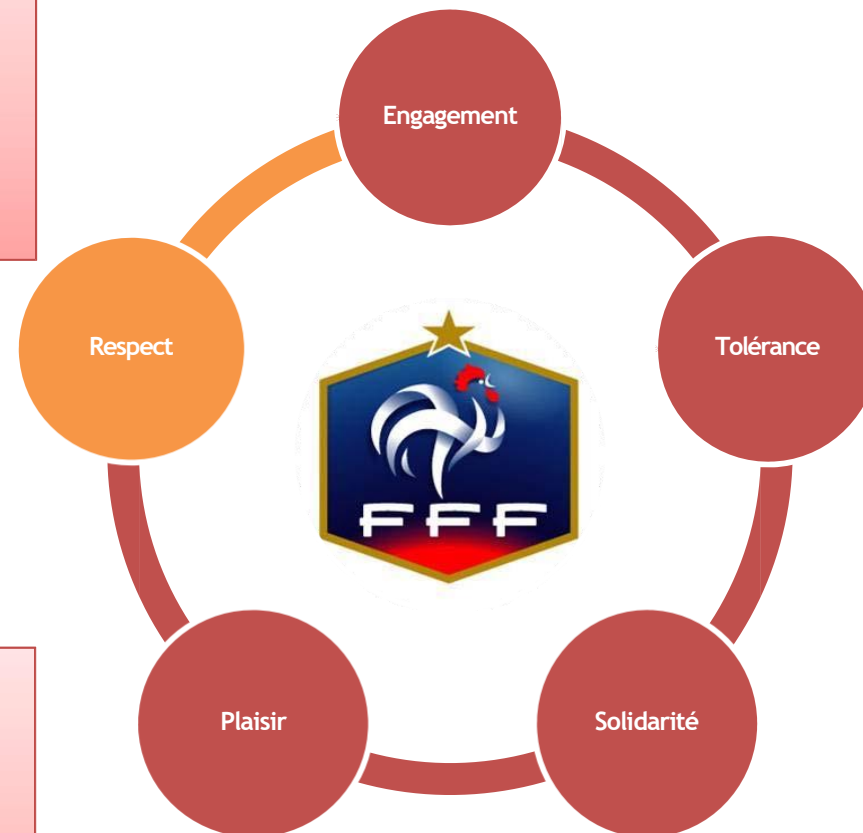 Engagement
Respect
Tolérance
FFF
Plaisir
Solidarité